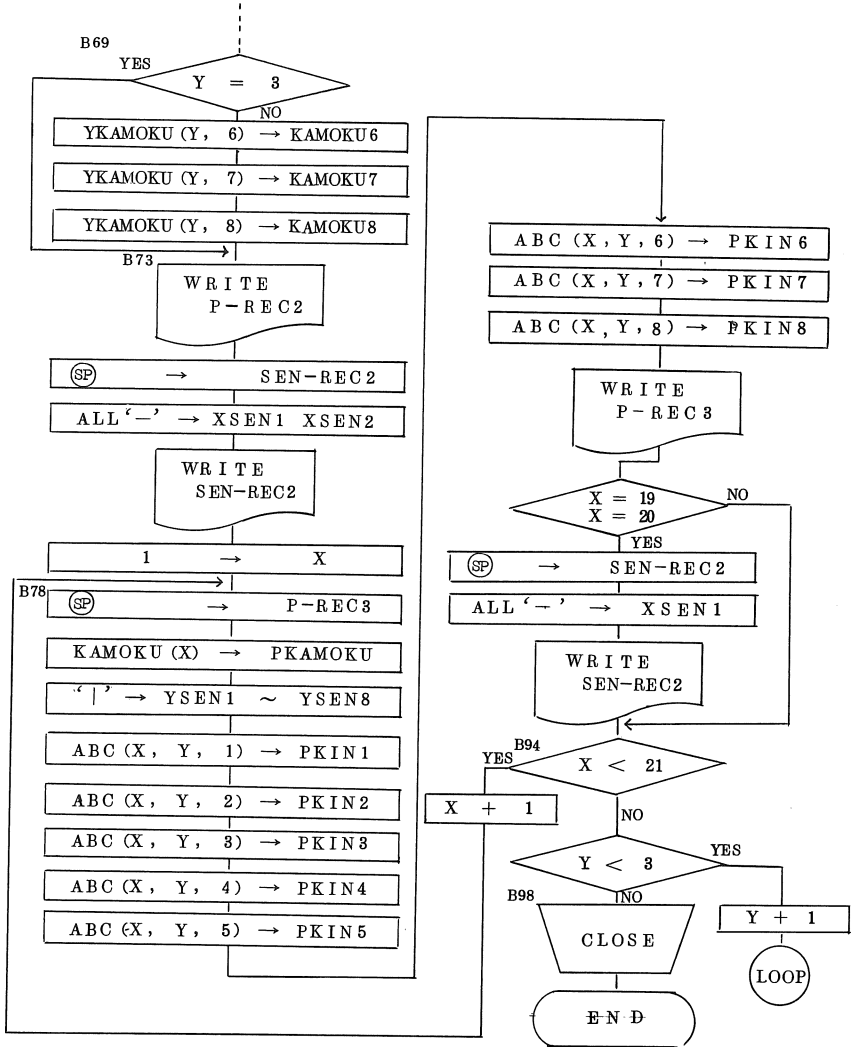 B69
YES
Y = 3
NO
YKAMOKU (Y, 6) → KAMOKU6
YKAMOKU (Y, 7) → KAMOKU7
YKAMOKU (Y, 8) → KAMOKU8
B73
WRITE
P-REC2
SP → SEN-REC2
ALL '−' → XSEN1 XSEN2
WRITE
SEN-REC2
1 → X
B78
SP → P-REC3
KAMOKU (X) → PKAMOKU
'|' → YSEN1 ~ YSEN8
ABC (X, Y, 1) → PKIN1
ABC (X, Y, 2) → PKIN2
ABC (X, Y, 3) → PKIN3
ABC (X, Y, 4) → PKIN4
ABC (X, Y, 5) → PKIN5
ABC (X, Y, 6) → PKIN6
ABC (X, Y, 7) → PKIN7
ABC (X, Y, 8) → PKIN8
WRITE
P-REC3
X = 19
X = 20
NO
YES
SP → SEN-REC2
ALL '−' → XSEN1
WRITE
SEN-REC2
B94
YES
X < 21
X + 1
NO
Y < 3
YES
B98
NO
CLOSE
Y + 1
LOOP
END